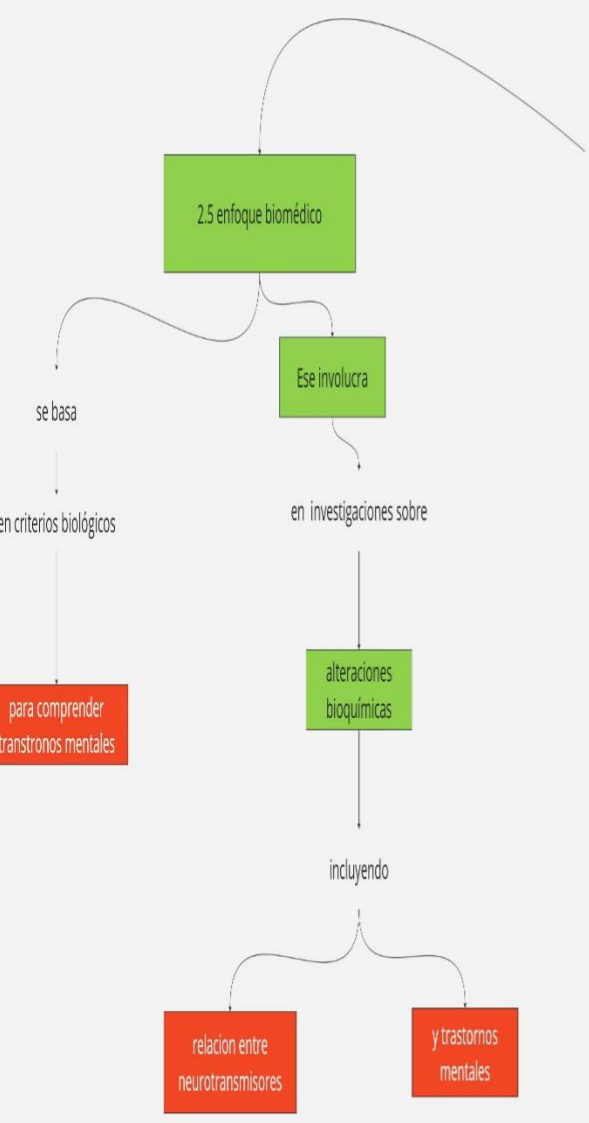 2.5 enfoque biomédico
Ese involucra
se basa
en criterios biológicos
en investigaciones sobre
alteraciones
bioquímicas
para comprender
transtronos mentales
incluyendo
relacion entre
neurotransmisores
y trastornos
mentales